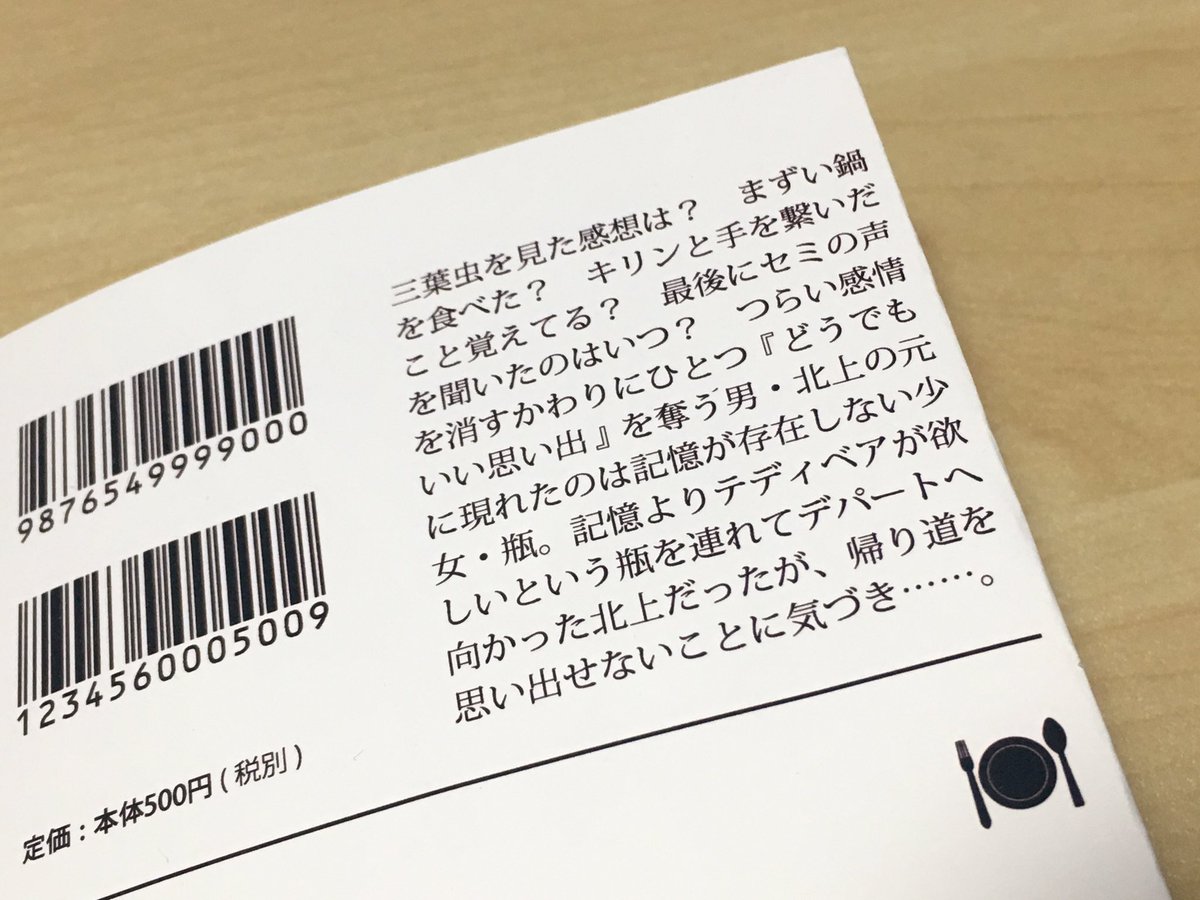 三葉虫を見た感想は？　まずい鍋
を食べた？　キリンと手を繋いだ
こと覚えてる？　最後にセミの声
を聞いたのはいつ？　つらい感情
を消すかわりにひとつ『どうでも
いい思い出』を奪う男・北上の元
に現れたのは記憶が存在しない少
女・瓶。記憶よりテディベアが欲
しいという瓶を連れてデパートへ
向かった北上だったが、帰り道を
思い出せないことに気づき……。
9876549999000
1234560005009
定価：本体500円(税別)